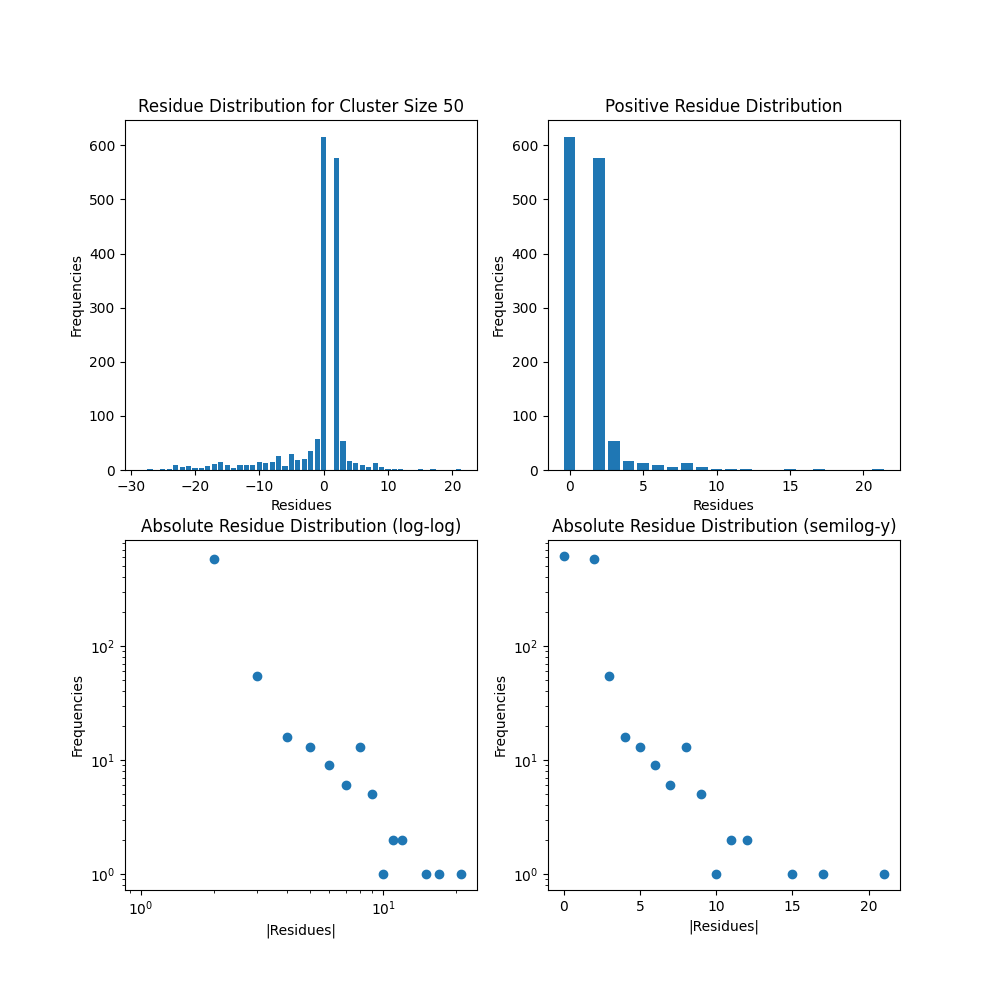 Residue Distribution for Cluster Size 50
Frequencies
600
500
400
300
200
100
0
−30 −20 −10 0 10 20
Residues
Positive Residue Distribution
Frequencies
600
500
400
300
200
100
0
0 5 10 15 20
Residues
Absolute Residue Distribution (log-log)
Frequencies
10²
10¹
10⁰
10⁰ 10¹
|Residues|
Absolute Residue Distribution (semilog-y)
Frequencies
10²
10¹
10⁰
0 5 10 15 20
|Residues|